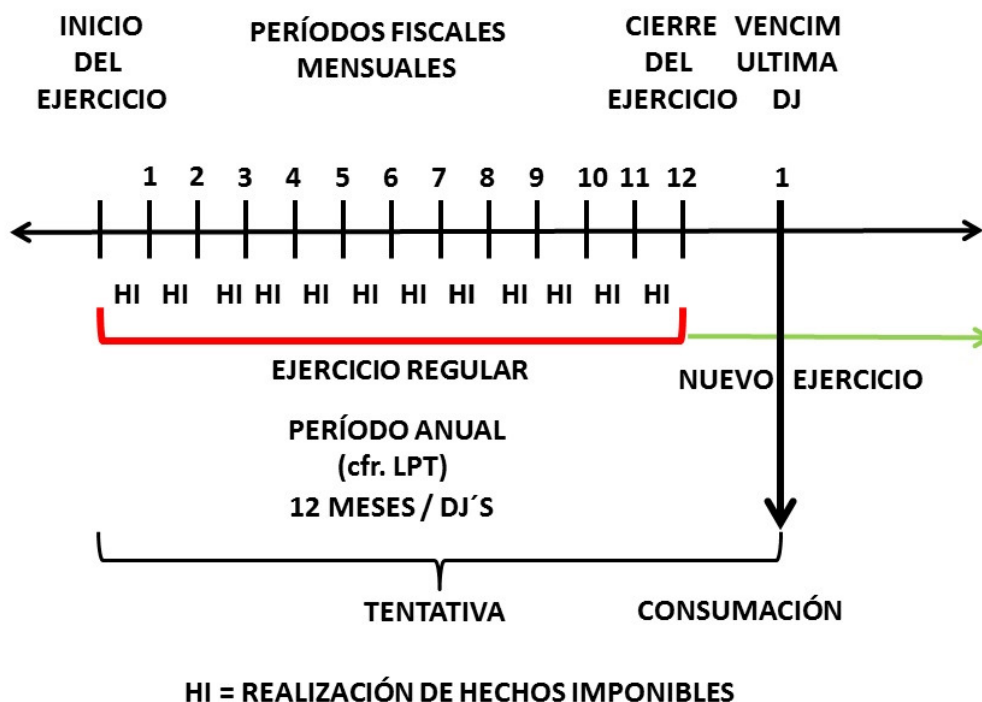 INICIO
DEL
EJERCICIO
PERÍODOS FISCALES
MENSUALES
CIERRE VENCIM
DEL ULTIMA
EJERCICIO DJ
1 2 3 4 5 6 7 8 9 10 11 12 1
HI HI HI HI HI HI HI HI HI HI HI HI
EJERCICIO REGULAR
NUEVO EJERCICIO
PERÍODO ANUAL
(cfr. LPT)
12 MESES / DJ´S
TENTATIVA
CONSUMACIÓN
HI = REALIZACIÓN DE HECHOS IMPONIBLES